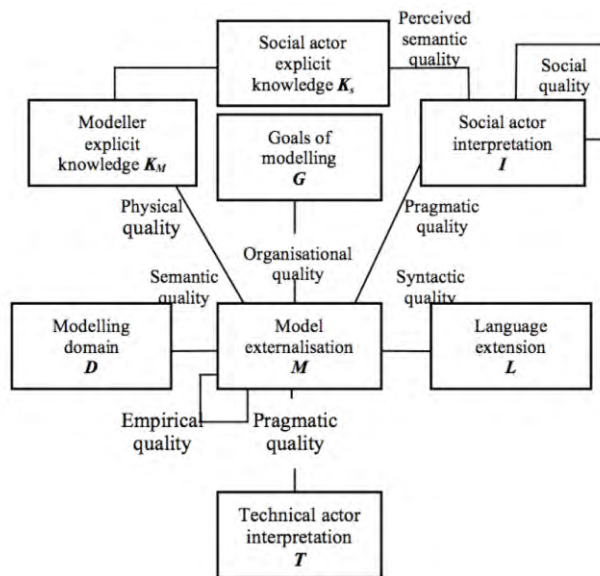 Social actor
explicit
knowledge K_s
Perceived
semantic
quality
Social
quality
Modeller
explicit
knowledge K_M
Goals of
modelling
G
Social actor
interpretation
I
Physical
quality
Organisational
quality
Pragmatic
quality
Semantic
quality
Syntactic
quality
Modelling
domain
D
Model
externalisation
M
Language
extension
L
Empirical
quality
Pragmatic
quality
Technical actor
interpretation
T